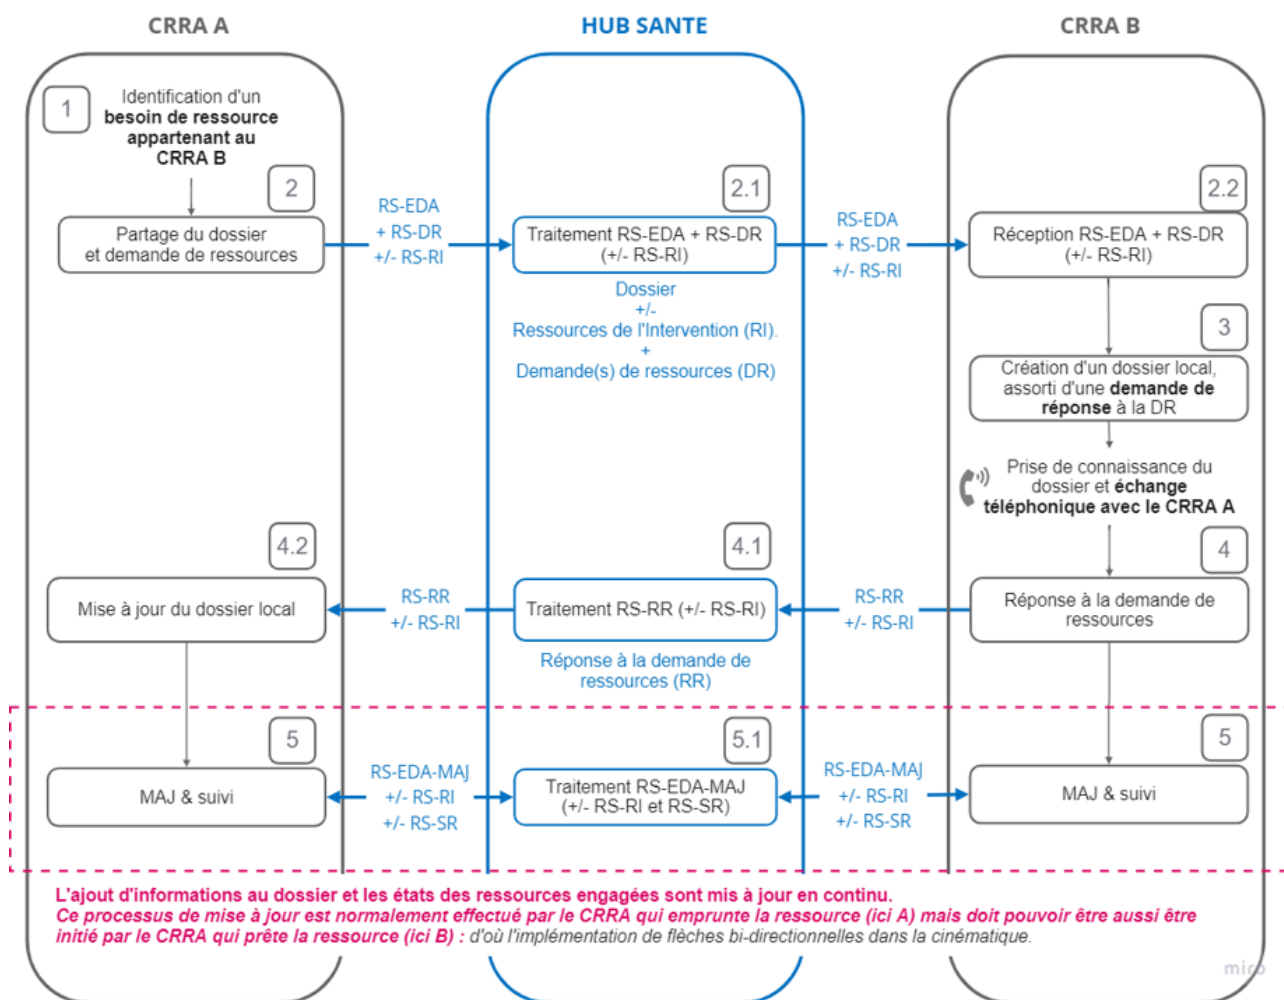 CRRA A
HUB SANTE
CRRA B
1
Identification d'un
besoin de ressource
appartenant au
CRRA B
2
Partage du dossier
et demande de ressources
RS-EDA
+ RS-DR
+/- RS-RI
2.1
Traitement RS-EDA + RS-DR
(+/- RS-RI)
Dossier
+/-
Ressources de l'Intervention (RI).
+
Demande(s) de ressources (DR)
RS-EDA
+ RS-DR
+/- RS-RI
2.2
Réception RS-EDA + RS-DR
(+/- RS-RI)
3
Création d'un dossier local,
assorti d'une demande de
réponse à la DR
Prise de connaissance du
dossier et échange
téléphonique avec le CRRA A
4
Réponse à la demande de
ressources
RS-RR
+/- RS-RI
4.1
Traitement RS-RR (+/- RS-RI)
Réponse à la demande de
ressources (RR)
RS-RR
+/- RS-RI
4.2
Mise à jour du dossier local
5
MAJ & suivi
RS-EDA-MAJ
+/- RS-RI
+/- RS-SR
5.1
Traitement RS-EDA-MAJ
(+/- RS-RI et RS-SR)
RS-EDA-MAJ
+/- RS-RI
+/- RS-SR
5
MAJ & suivi
L'ajout d'informations au dossier et les états des ressources engagées sont mis à jour en continu.
Ce processus de mise à jour est normalement effectué par le CRRA qui emprunte la ressource (ici A) mais doit pouvoir être aussi être
initié par le CRRA qui prête la ressource (ici B) : d'où l'implémentation de flèches bi-directionnelles dans la cinématique.
miro